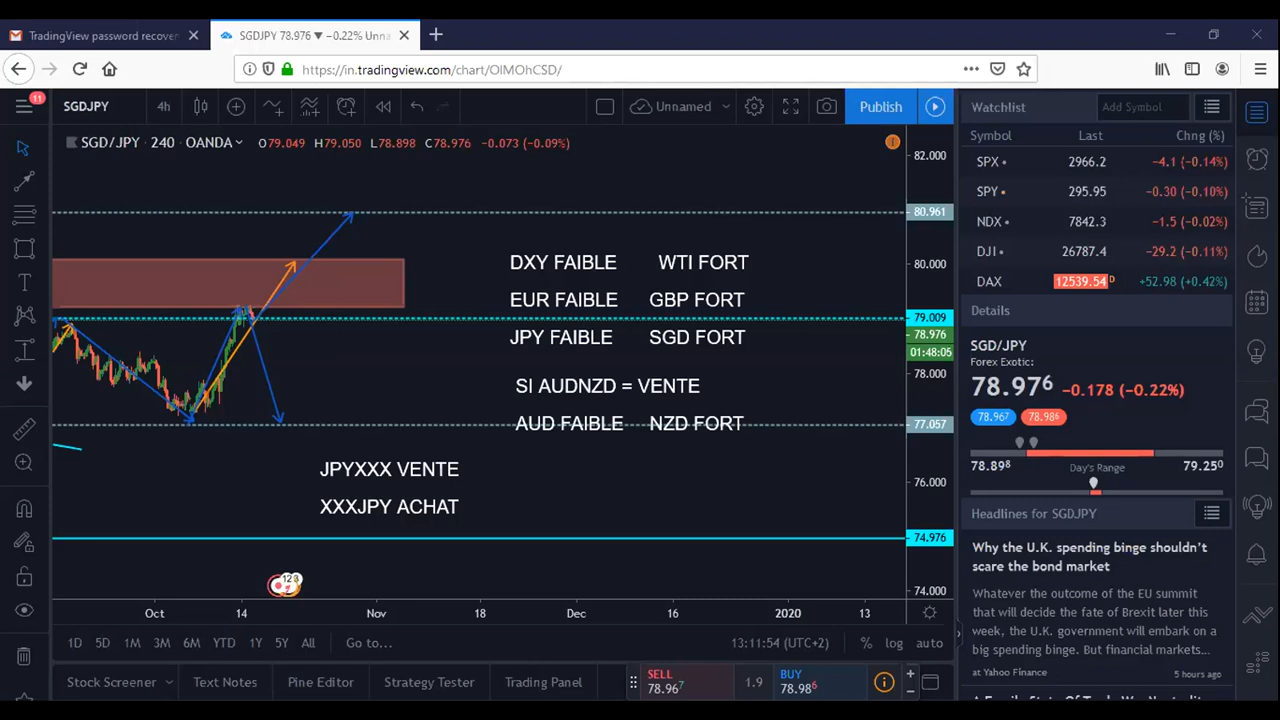 TradingView password recover
SGDJPY 78.976 ▼ −0.22% Unna
https://in.tradingview.com/chart/OIMOhCSD/
11
SGDJPY
4h
Unnamed
Publish
Watchlist
Add Symbol
SGD/JPY · 240 · OANDA
O79.049 H79.050 L78.898 C78.976 −0.073 (−0.09%)
Symbol Last Chng (%)
SPX 2966.2 −4.1 (−0.14%)
SPY 295.95 −0.30 (−0.10%)
NDX 7842.3 −1.5 (−0.02%)
DJI 26787.4 −29.2 (−0.11%)
DAX 12539.54 D +52.98 (+0.42%)
Details
SGD/JPY
Forex Exotic:
78.976 −0.178 (−0.22%)
78.967 78.986
78.898 Day's Range 79.250
Headlines for SGDJPY
Why the U.K. spending binge shouldn't
scare the bond market
Whatever the outcome of the EU summit
that will decide the fate of Brexit later this
week, the U.K. government will embark on
a big spending binge. But financial markets...
at Yahoo Finance 5 hours ago
82.000
80.961
80.000
79.009
78.976
01:48:05
78.000
77.057
76.000
74.976
74.000
DXY FAIBLE WTI FORT
EUR FAIBLE GBP FORT
JPY FAIBLE SGD FORT
SI AUDNZD = VENTE
AUD FAIBLE NZD FORT
JPYXXX VENTE
XXXJPY ACHAT
Oct 14 Nov 18 Dec 16 2020 13
1D 5D 1M 3M 6M YTD 1Y 5Y All Go to...
13:11:54 (UTC+2) % log auto
Stock Screener Text Notes Pine Editor Strategy Tester Trading Panel
SELL
78.967
1.9
BUY
78.986